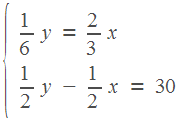 1/6 y = 2/3 x
1/2 y − 1/2 x = 30